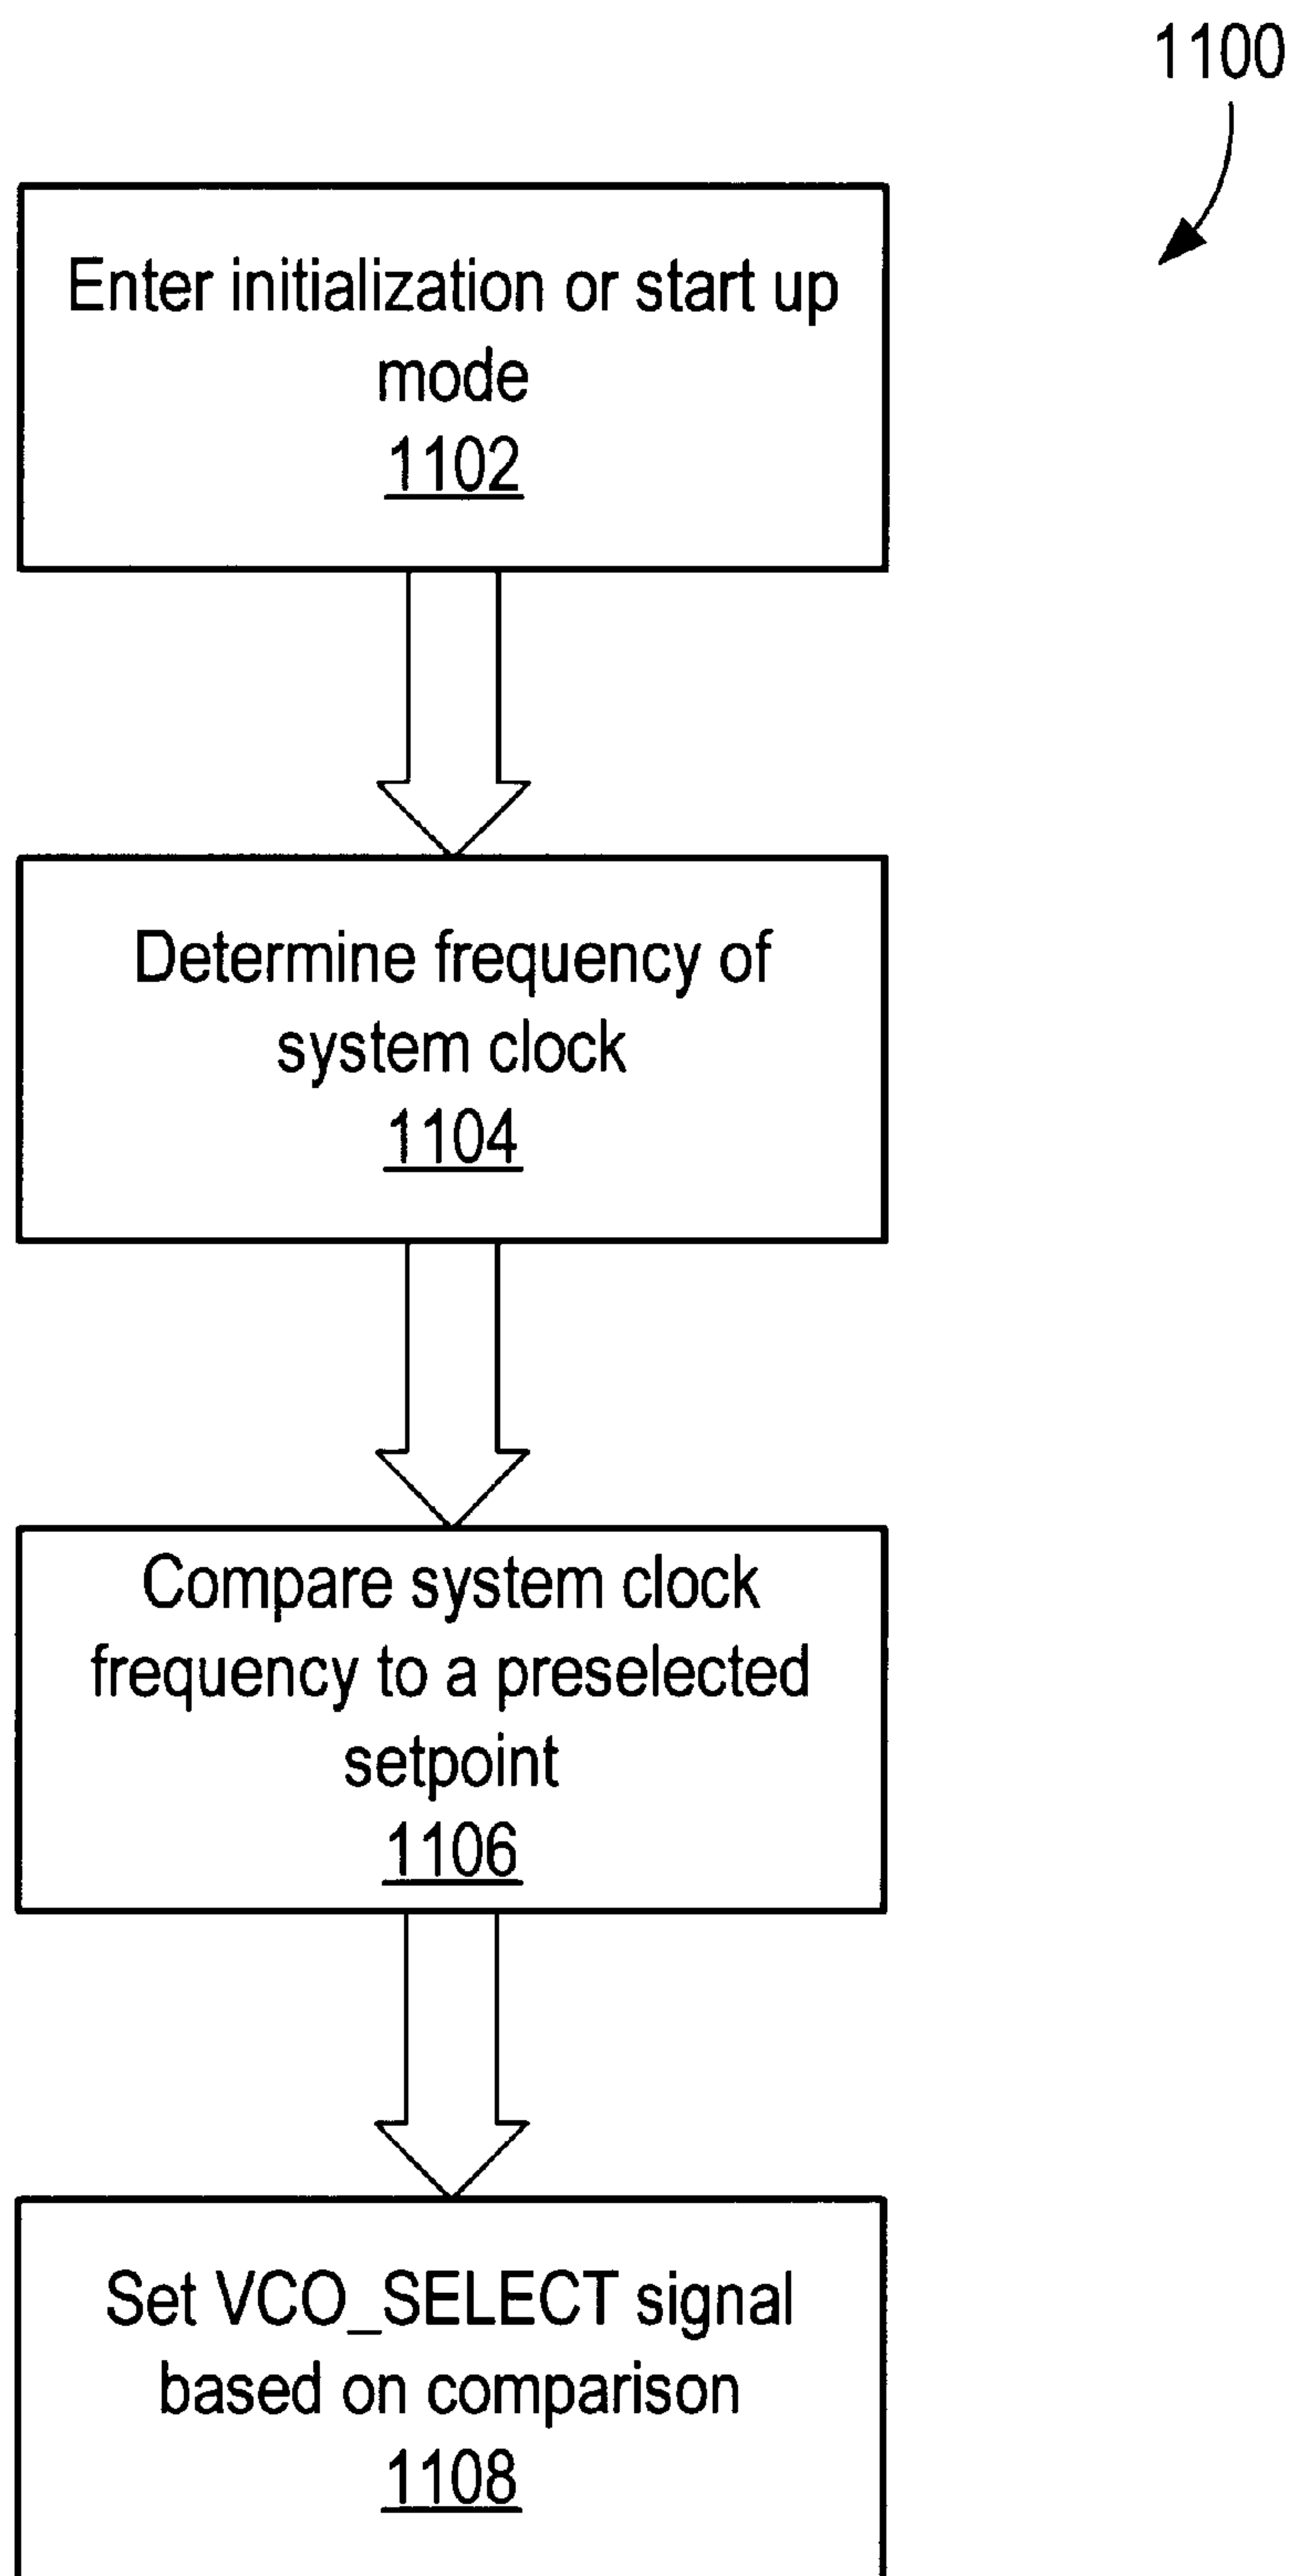 1100
Enter initialization or start up
mode
1102
Determine frequency of
system clock
1104
Compare system clock
frequency to a preselected
setpoint
1106
Set VCO_SELECT signal
based on comparison
1108